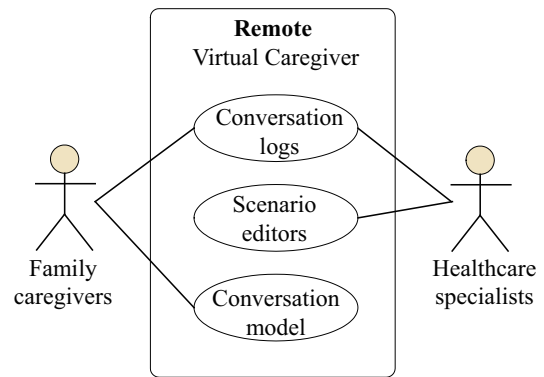 Remote
Virtual Caregiver
Conversation
logs
Scenario
editors
Conversation
model
Family
caregivers
Healthcare
specialists